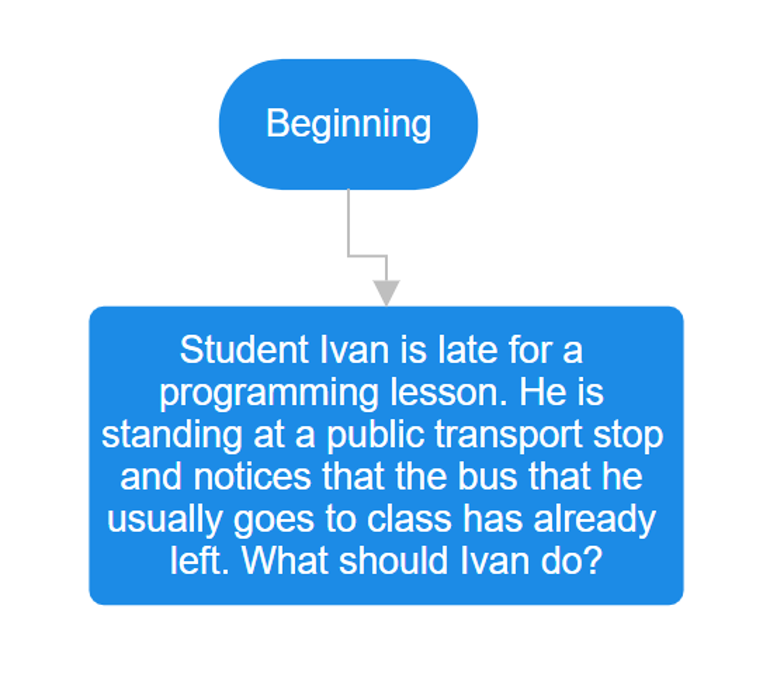 Beginning
Student Ivan is late for a
programming lesson. He is
standing at a public transport stop
and notices that the bus that he
usually goes to class has already
left. What should Ivan do?